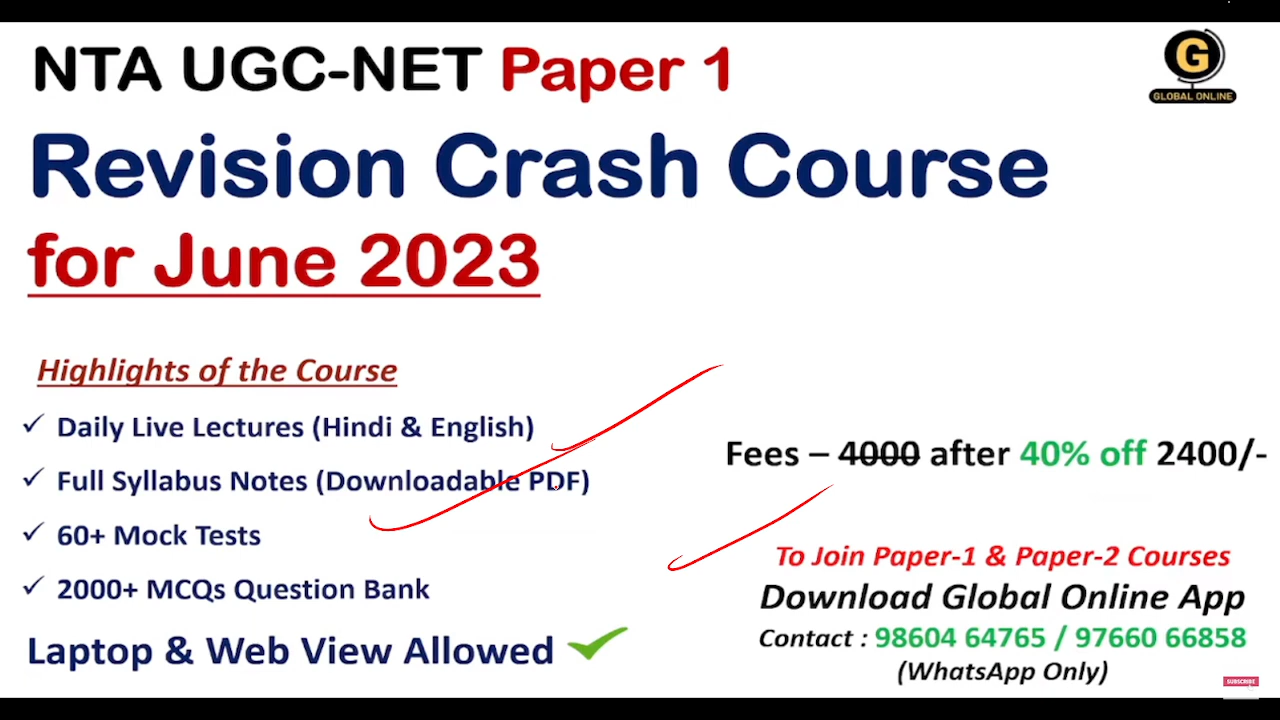 NTA UGC-NET Paper 1
G
GLOBAL ONLINE
Revision Crash Course
for June 2023
Highlights of the Course
Daily Live Lectures (Hindi & English)
Full Syllabus Notes (Downloadable PDF)
60+ Mock Tests
2000+ MCQs Question Bank
Laptop & Web View Allowed
Fees – 4000 after 40% off 2400/-
To Join Paper-1 & Paper-2 Courses
Download Global Online App
Contact : 98604 64765 / 97660 66858
(WhatsApp Only)
SUBSCRIBE